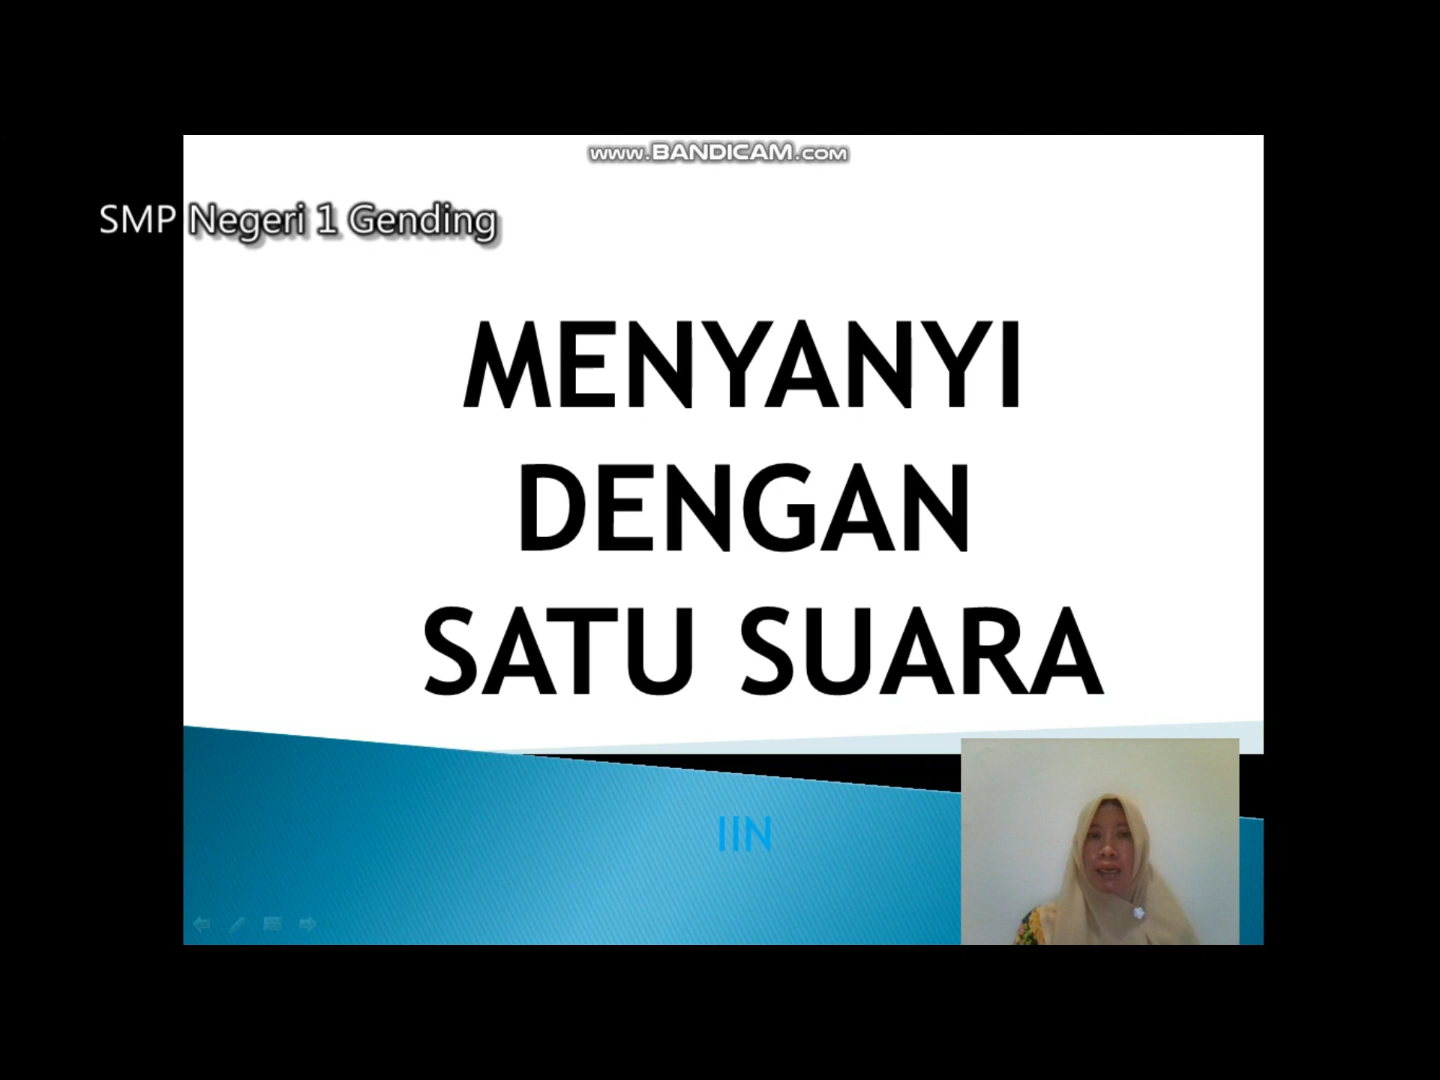 www.BANDICAM.com
SMP Negeri 1 Gending
MENYANYI
DENGAN
SATU SUARA
IIN